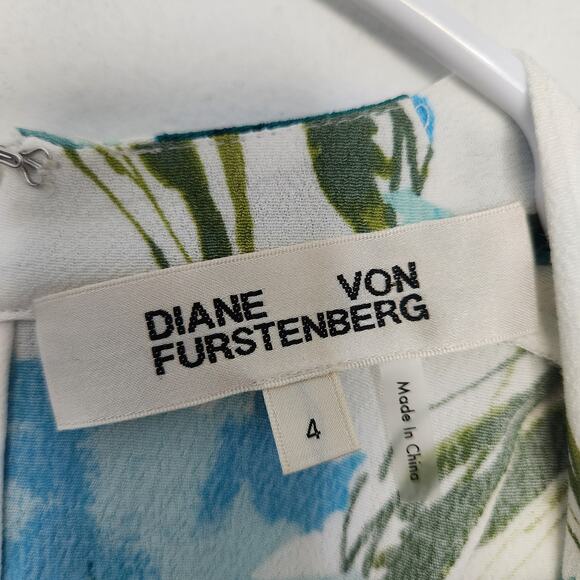 DIANE VON
FURSTENBERG
4
Made In China